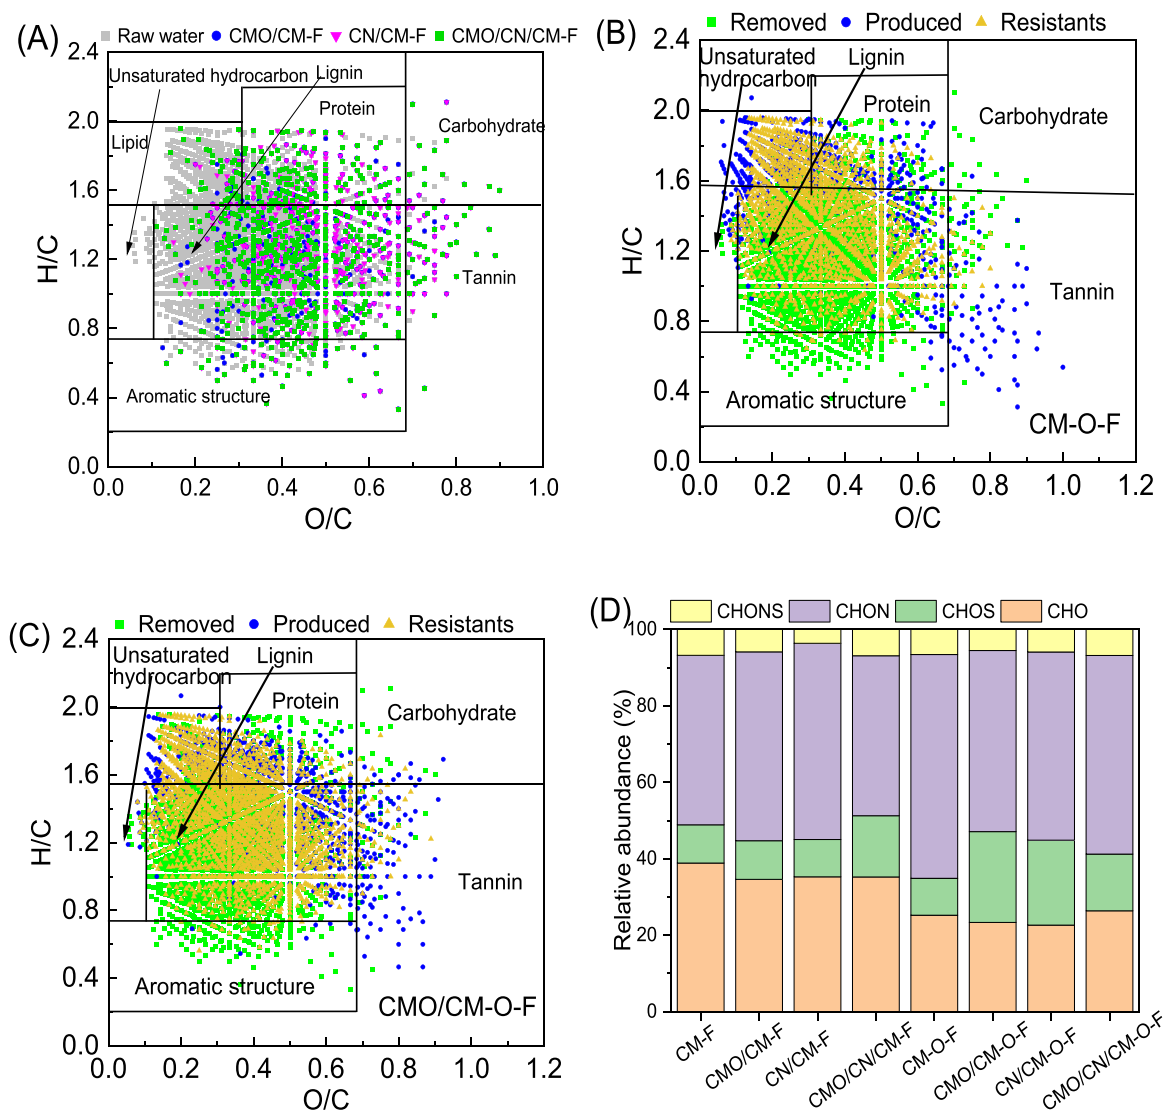 (A)
Raw water CMO/CM-F CN/CM-F CMO/CN/CM-F
2.4
2.0
1.6
1.2
0.8
0.4
0.0
H/C
Unsaturated hydrocarbon
Lignin
Protein
Lipid
Carbohydrate
Tannin
Aromatic structure
0.0 0.2 0.4 0.6 0.8 1.0
O/C
(B)
Removed Produced Resistants
2.4
2.0
1.6
1.2
0.8
0.4
0.0
H/C
Unsaturated
hydrocarbon
Lignin
Protein
Carbohydrate
Tannin
Aromatic structure
CM-O-F
0.0 0.2 0.4 0.6 0.8 1.0 1.2
O/C
(C)
Removed Produced Resistants
2.4
2.0
1.6
1.2
0.8
0.4
0.0
H/C
Unsaturated
hydrocarbon
Lignin
Protein
Carbohydrate
Tannin
Aromatic structure
CMO/CM-O-F
0.0 0.2 0.4 0.6 0.8 1.0
O/C
(D)
CHONS CHON CHOS CHO
100
80
60
40
20
0
Relative abundance (%)
CM-F
CMO/CM-F
CN/CM-F
CMO/CN/CM-F
CM-O-F
CMO/CM-O-F
CN/CM-O-F
CMO/CN/CM-O-F